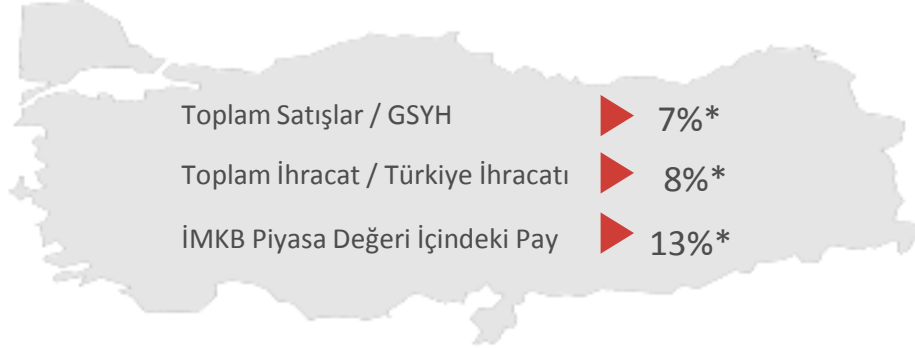 Toplam Satışlar / GSYH 7%*
Toplam İhracat / Türkiye İhracatı 8%*
İMKB Piyasa Değeri İçindeki Pay 13%*